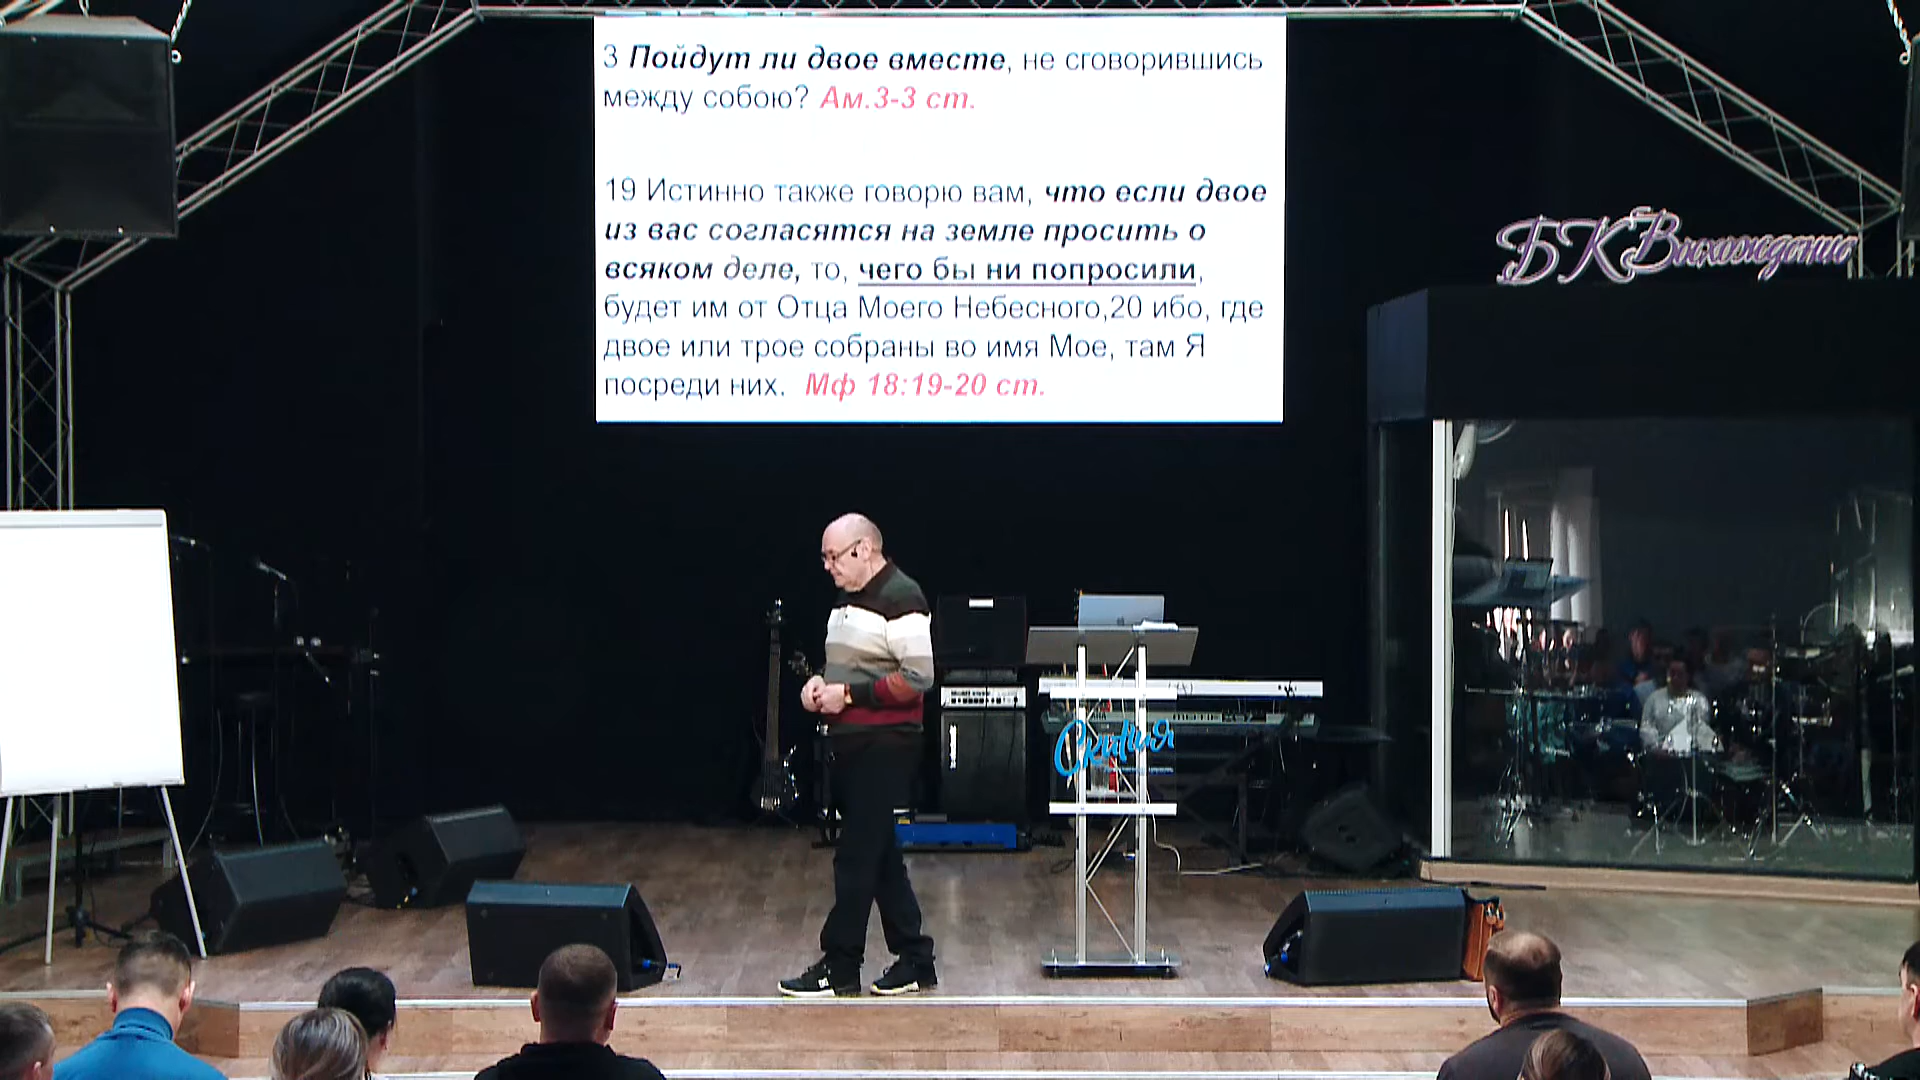 3 Пойдут ли двое вместе, не сговорившись
между собою? Ам.3-3 ст.
19 Истинно также говорю вам, что если двое
из вас согласятся на земле просить о
всяком деле, то, чего бы ни попросили,
будет им от Отца Моего Небесного,20 ибо, где
двое или трое собраны во имя Мое, там Я
посреди них. Мф 18:19-20 ст.
БК Восхождение
Скиния